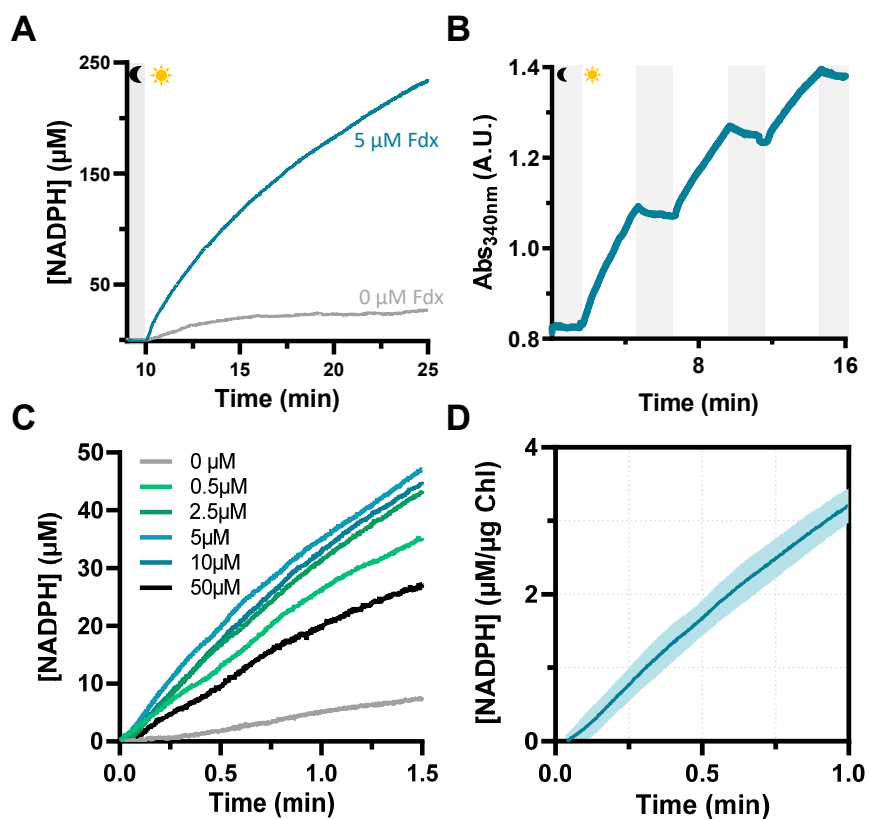 A
[NADPH] (µM)
250
150
50
5 µM Fdx
0 µM Fdx
10
15
20
25
Time (min)
B
Abs340nm (A.U.)
1.4
1.2
1.0
0.8
8
16
Time (min)
C
[NADPH] (µM)
50
40
30
20
10
0
0 µM
0.5µM
2.5µM
5µM
10µM
50µM
0.0
0.5
1.0
1.5
Time (min)
D
[NADPH] (µM/µg Chl)
4
2
0
0.0
0.5
1.0
Time (min)